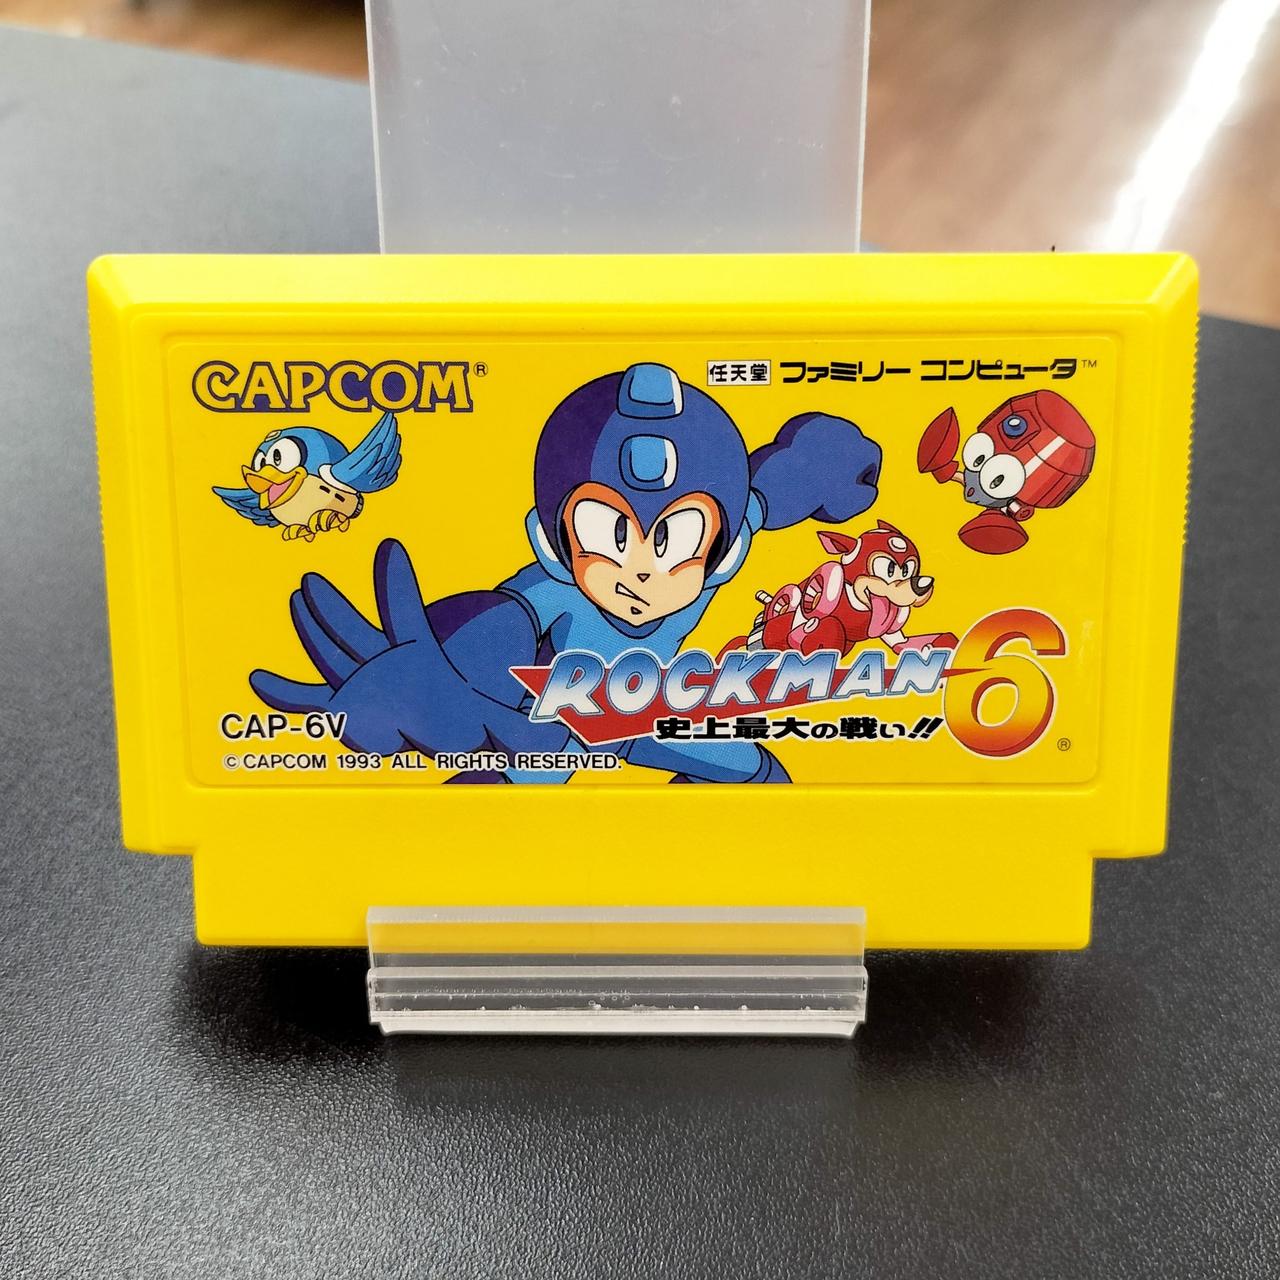 CAPCOM®
任天堂 ファミリー コンピュータ™
ROCKMAN 6
史上最大の戦い!!
®
CAP-6V
© CAPCOM 1993 ALL RIGHTS RESERVED.